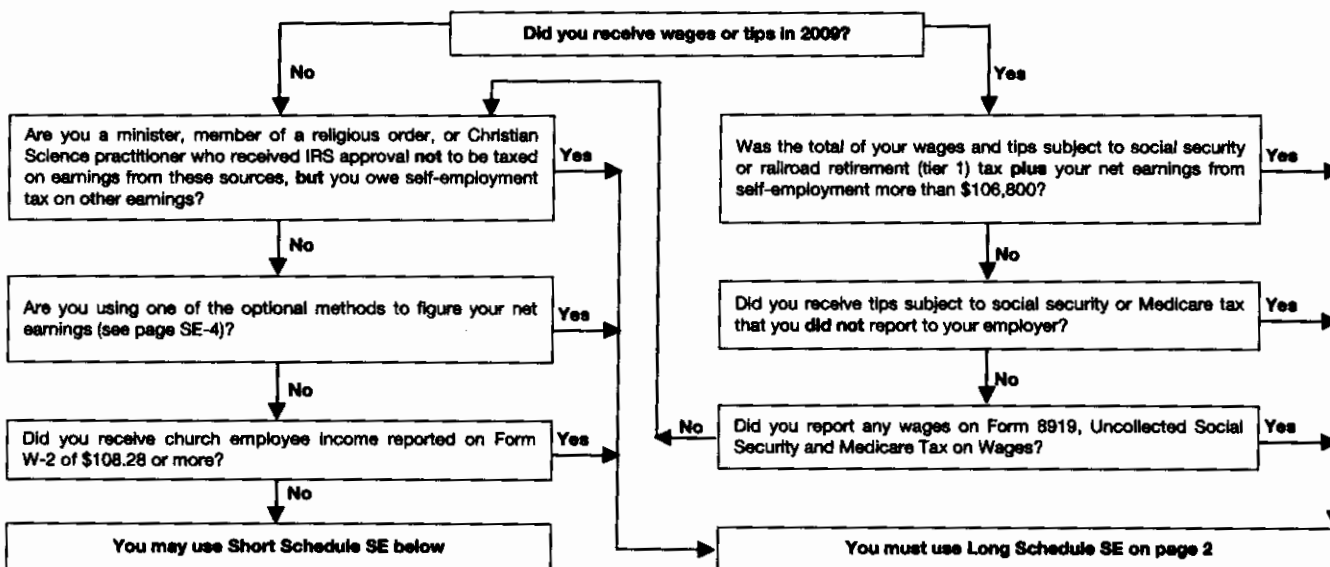 Did you receive wages or tips in 2009?
No
Yes
Are you a minister, member of a religious order, or Christian
Science practitioner who received IRS approval not to be taxed
on earnings from these sources, but you owe self-employment
tax on other earnings?
Yes
Was the total of your wages and tips subject to social security
or railroad retirement (tier 1) tax plus your net earnings from
self-employment more than $106,800?
Yes
No
No
Are you using one of the optional methods to figure your net
earnings (see page SE-4)?
Yes
Did you receive tips subject to social security or Medicare tax
that you did not report to your employer?
Yes
No
No
Did you receive church employee income reported on Form
W-2 of $108.28 or more?
Yes
No
Did you report any wages on Form 8919, Uncollected Social
Security and Medicare Tax on Wages?
Yes
No
You may use Short Schedule SE below
You must use Long Schedule SE on page 2